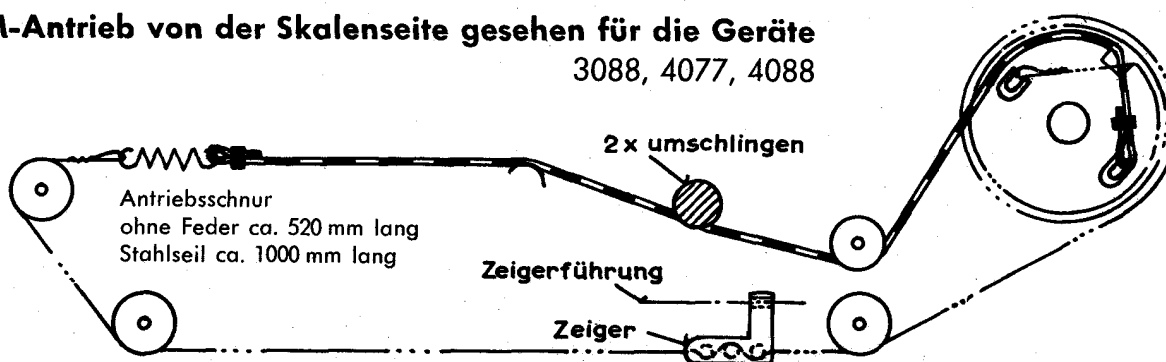 -Antrieb von der Skalenseite gesehen für die Geräte
3088, 4077, 4088
2 x umschlingen
Antriebsschnur
ohne Feder ca. 520 mm lang
Stahlseil ca. 1000 mm lang
Zeigerführung
Zeiger